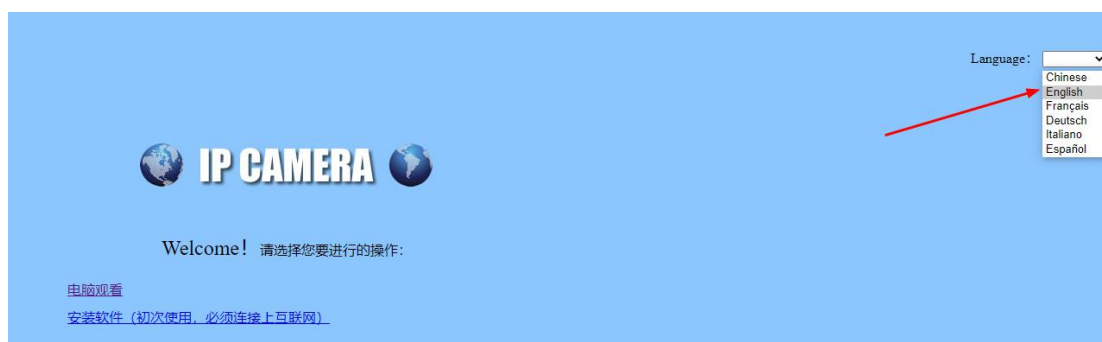 Language：
Chinese
English
Français
Deutsch
Italiano
Español
IP CAMERA
Welcome！ 请选择您要进行的操作：
电脑观看
安装软件（初次使用，必须连接上互联网）